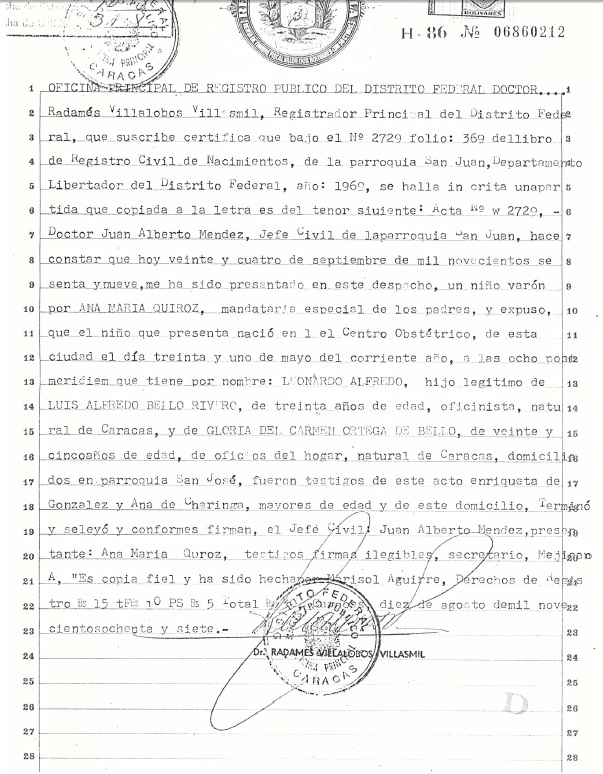 BOLIVARES
H-86 № 06860212
CARACAS
1 OFICINA PRINCIPAL DE REGISTRO PUBLICO DEL DISTRITO FEDERAL DOCTOR.... 1
2 Radamés Villalobos Villasmil, Registrador Principal del Distrito Fede 2
3 ral, que suscribe certifica que bajo el Nº 2729 folio: 369 dellibro 3
4 de Registro Civil de Nacimientos, de la parroquia San Juan,Departamento
5 Libertador del Distrito Federal, año: 1969, se halla in crita unapar 5
6 tida que copiada a la letra es del tenor siuiente: Acta Nº w 2729, - 6
7 Doctor Juan Alberto Mendez, Jefe Civil de laparroquia San Juan, hace 7
8 constar que hoy veinte y cuatro de septiembre de mil novecientos se 8
9 senta ynueve,me ha sido presentado en este despacho, un niño varón 9
10 por ANA MARIA QUIROZ, mandataria especial de los padres, y expuso, 10
11 que el niño que presenta nació en l el Centro Obstétrico, de esta 11
12 ciudad el día treinta y uno de mayo del corriente año, a las ocho post 12
13 meridiem que tiene por nombre: LEONARDO ALFREDO, hijo legitimo de 13
14 LUIS ALFREDO BELLO RIVERO, de treinta años de edad, oficinista, natu 14
15 ral de Caracas, y de GLORIA DEL CARMEN ORTEGA DE BELLO, de veinte y 15
16 cincoaños de edad, de oficios del hogar, natural de Caracas, domicilia 16
17 dos en parroquia San José, fueron testigos de este acto enriqueta de 17
18 Gonzalez y Ana de Charinga, mayores de edad y de este domicilio, Terminó
19 y seleyó y conformes firman, el Jefe Civil: Juan Alberto Mendez,presen 19
20 tante: Ana Maria Quroz, testigos firmas ilegibles, secretario, Mejican
21 A, "Es copia fiel y ha sido hechapor Marisol Aguirre, Derechos de Regis
22 tro Bs 15 tFBs 10 PS Bs 5 Total Bs diez de agosto demil nove 22
23 cientosochenta y siete.- 23
DISTRITO FEDERAL
Dr. RADAMES VILLALOBOS VILLASMIL
OFICINA PRINCIPAL
CARACAS
24 24
25 25
D
26 26
27 27
28 28